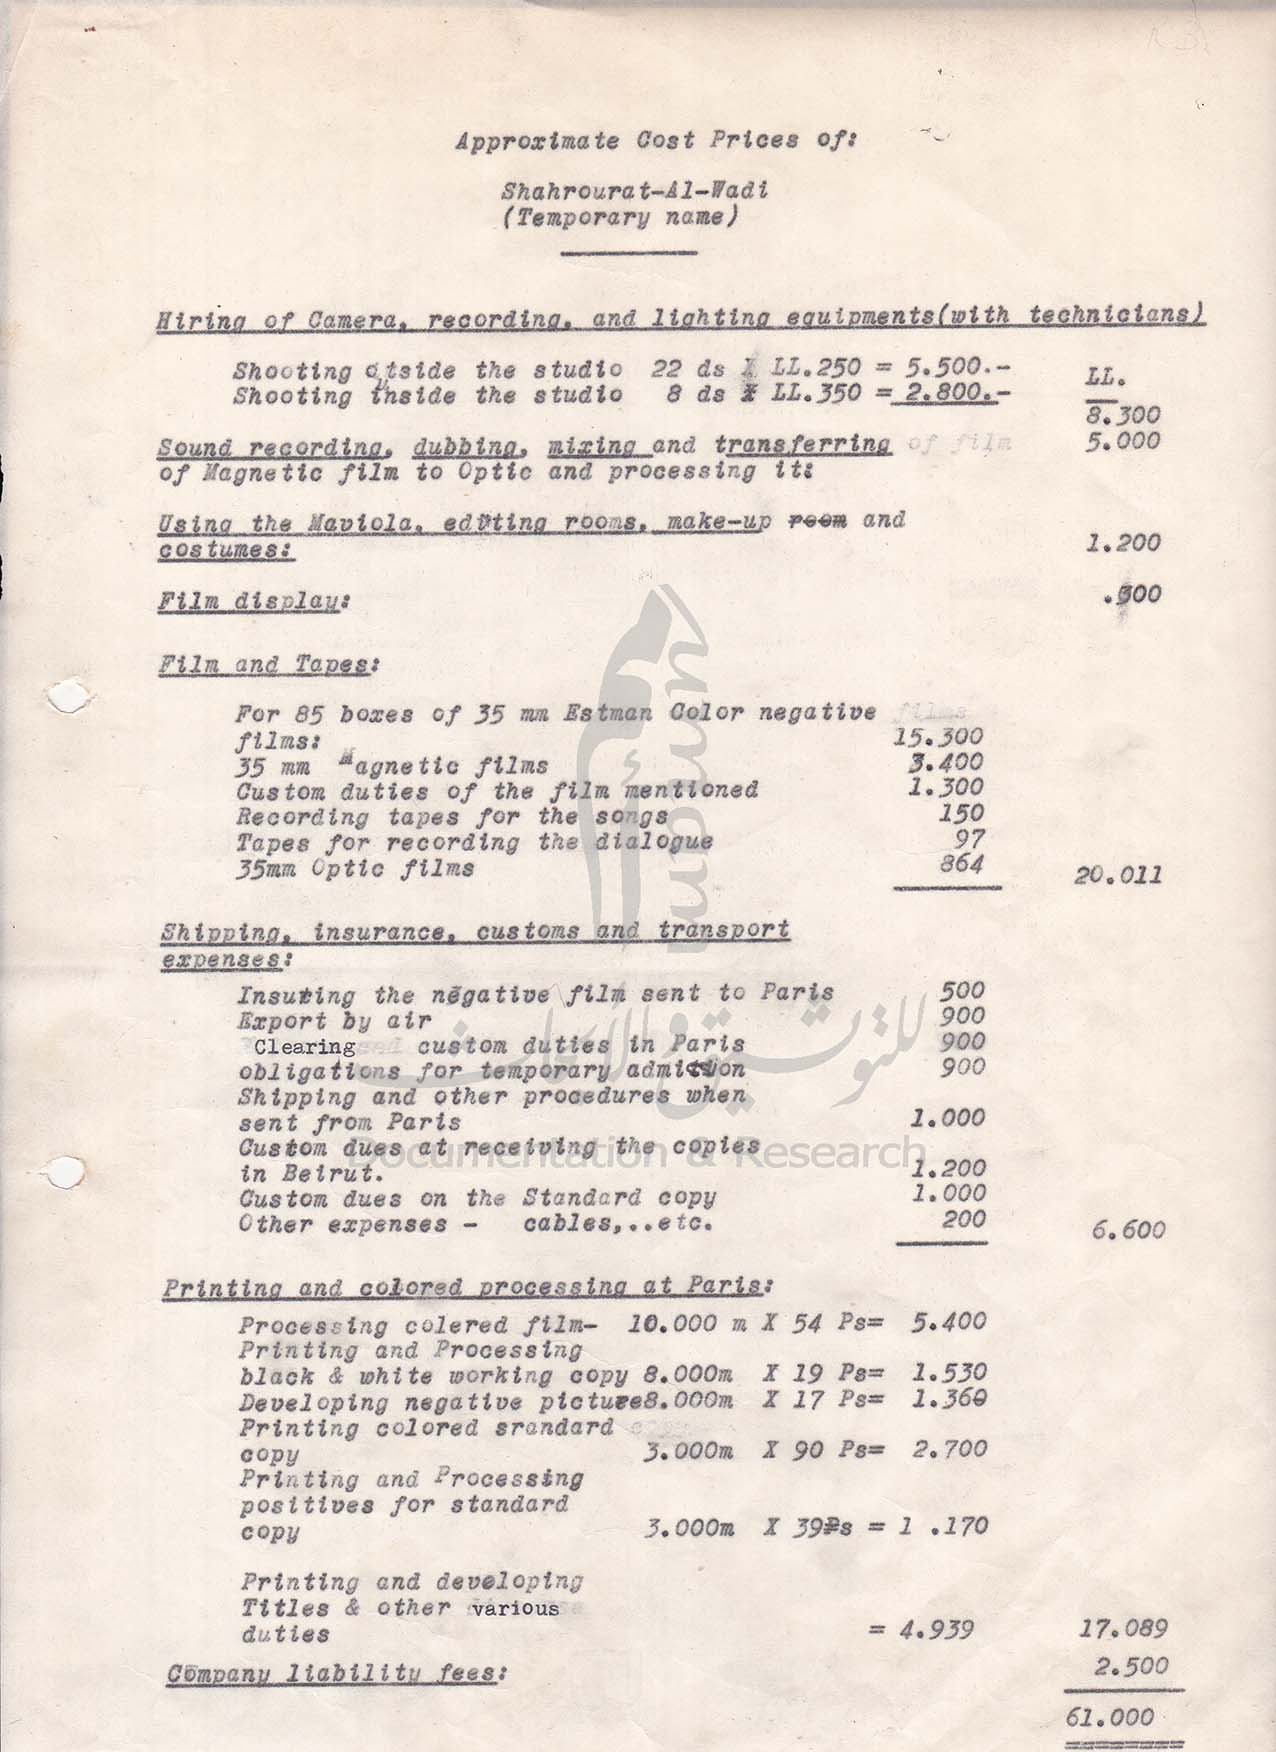 Approximate Cost Prices of:
Shahrourat-Al-Wadi
(Temporary name)
Hiring of Camera, recording, and lighting equipments(with technicians)
Shooting outside the studio 22 ds X LL.250 = 5.500.-
LL.
Shooting inside the studio 8 ds X LL.350 = 2.800.-
8.300
Sound recording, dubbing, mixing and transferring of film 5.000
of Magnetic film to Optic and processing it:
Using the Maviola, editing rooms, make-up room and
costumes: 1.200
Film display: .300
Film and Tapes:
For 85 boxes of 35 mm Estman Color negative films
films: 15.300
35 mm Magnetic films 3.400
Custom duties of the film mentioned 1.300
Recording tapes for the songs 150
Tapes for recording the dialogue 97
35mm Optic films 864 20.011
Shipping, insurance, customs and transport
expenses:
Insuring the negative film sent to Paris 500
Export by air 900
Clearing custom duties in Paris 900
obligations for temporary admission 900
Shipping and other procedures when
sent from Paris 1.000
Custom dues at receiving the copies
in Beirut. 1.200
Custom dues on the Standard copy 1.000
Other expenses - cables,..etc. 200 6.600
Printing and colored processing at Paris:
Processing colered film- 10.000 m X 54 Ps= 5.400
Printing and Processing
black & white working copy 8.000m X 19 Ps= 1.530
Developing negative picture8.000m X 17 Ps= 1.360
Printing colored srandard
copy 3.000m X 90 Ps= 2.700
Printing and Processing
positives for standard
copy 3.000m X 39Ps = 1 .170
Printing and developing
Titles & other various
duties = 4.939 17.089
Company liability fees: 2.500
61.000
umam
للتوثيق والأبحاث
Documentation & Research